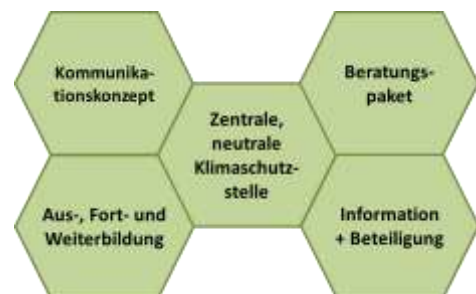 Kommunika-
tionskonzept
Beratungs-
paket
Zentrale,
neutrale
Klimaschutz-
stelle
Aus-, Fort- und
Weiterbildung
Information
+ Beteiligung